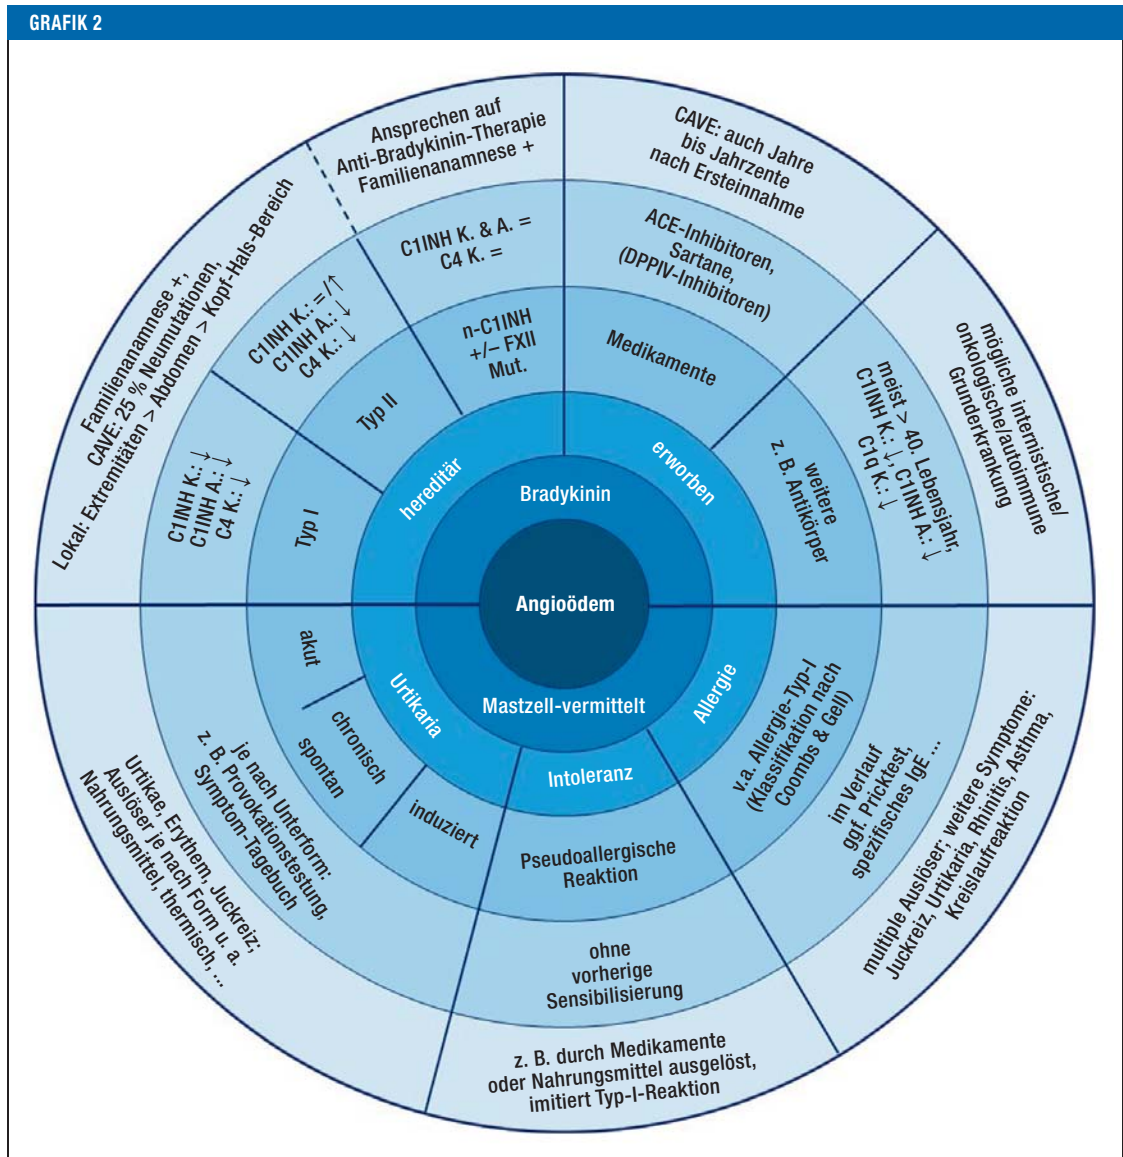 GRAFIK 2
Angioödem
Bradykinin
Mastzell-vermittelt
hereditär
erworben
Allergie
Intoleranz
Urtikaria
Typ I
C1INH K.: ↓
C1INH A.: ↓
C4 K.: ↓
Typ II
C1INH K.: =/↑
C1INH A.: ↓
C4 K.: ↓
Familienanamnese +,
CAVE: 25 % Neumutationen,
Lokal: Extremitäten > Abdomen > Kopf-Hals-Bereich
n-C1INH
+/– FXII
Mut.
C1INH K. & A. =
C4 K. =
Ansprechen auf
Anti-Bradykinin-Therapie
Familienanamnese +
Medikamente
ACE-Inhibitoren,
Sartane,
(DPPIV-Inhibitoren)
CAVE: auch Jahre
bis Jahrzente
nach Ersteinnahme
weitere
z. B. Antikörper
meist > 40. Lebensjahr,
C1INH K.: ↓, C1INH A.: ↓
C1q K.: ↓
mögliche internistische/
onkologische/autoimmune
Grunderkrankung
v.a. Allergie-Typ-I
(Klassifikation nach
Coombs & Gell)
im Verlauf
ggf. Pricktest,
spezifisches IgE ...
multiple Auslöser; weitere Symptome:
Juckreiz, Urtikaria, Rhinitis, Asthma,
Kreislaufreaktion
Pseudoallergische
Reaktion
ohne
vorherige
Sensibilisierung
z. B. durch Medikamente
oder Nahrungsmittel ausgelöst,
imitiert Typ-I-Reaktion
akut
chronisch
spontan
induziert
je nach Unterform:
z. B. Provokationstestung,
Symptom-Tagebuch
Urtikae, Erythem, Juckreiz;
Auslöser je nach Form u. a.
Nahrungsmittel, thermisch, ...